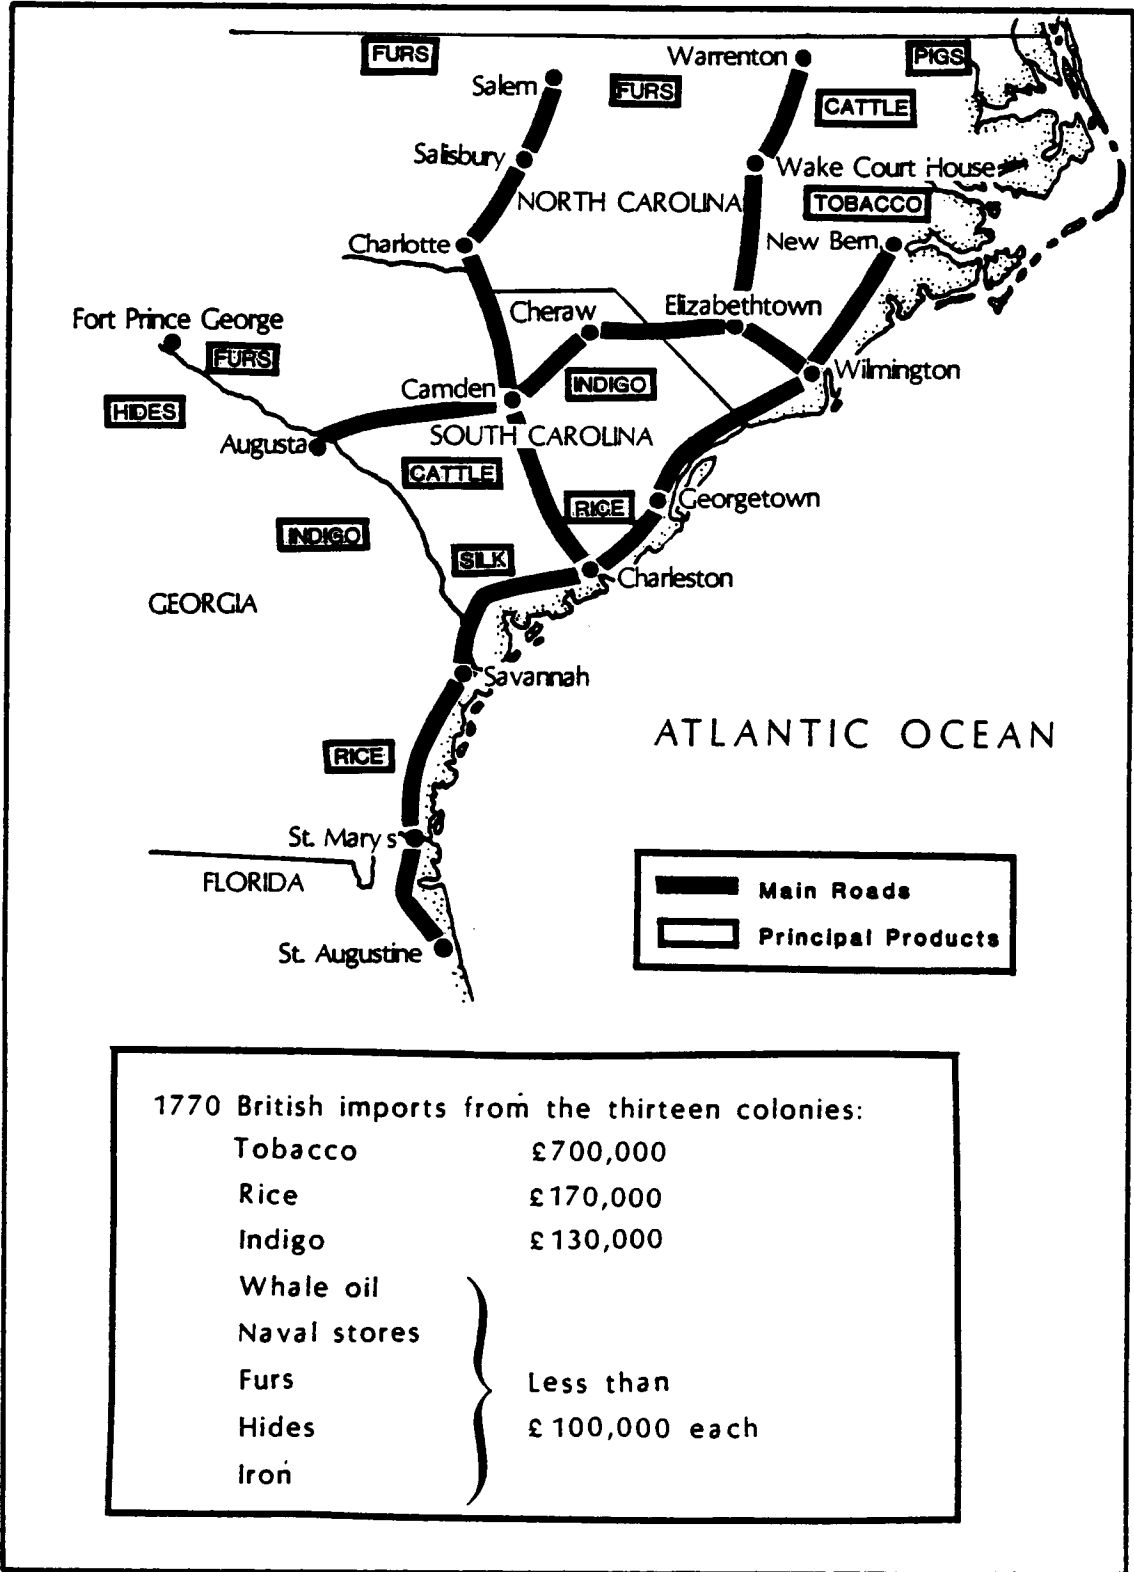 FURS
Warrenton
PIGS
Salem
FURS
CATTLE
Salisbury
Wake Court House
NORTH CAROLINA
TOBACCO
Charlotte
New Bern
Fort Prince George
Cheraw
Elizabethtown
FURS
Wilmington
Camden
INDIGO
HIDES
Augusta
SOUTH CAROLINA
CATTLE
Georgetown
RICE
INDIGO
SILK
Charleston
GEORGIA
Savannah
ATLANTIC OCEAN
RICE
St. Mary s
FLORIDA
Main Roads
Principal Products
St. Augustine
1770 British imports from the thirteen colonies:
Tobacco £700,000
Rice £170,000
Indigo £130,000
Whale oil
Naval stores
Furs Less than
Hides £100,000 each
Iron